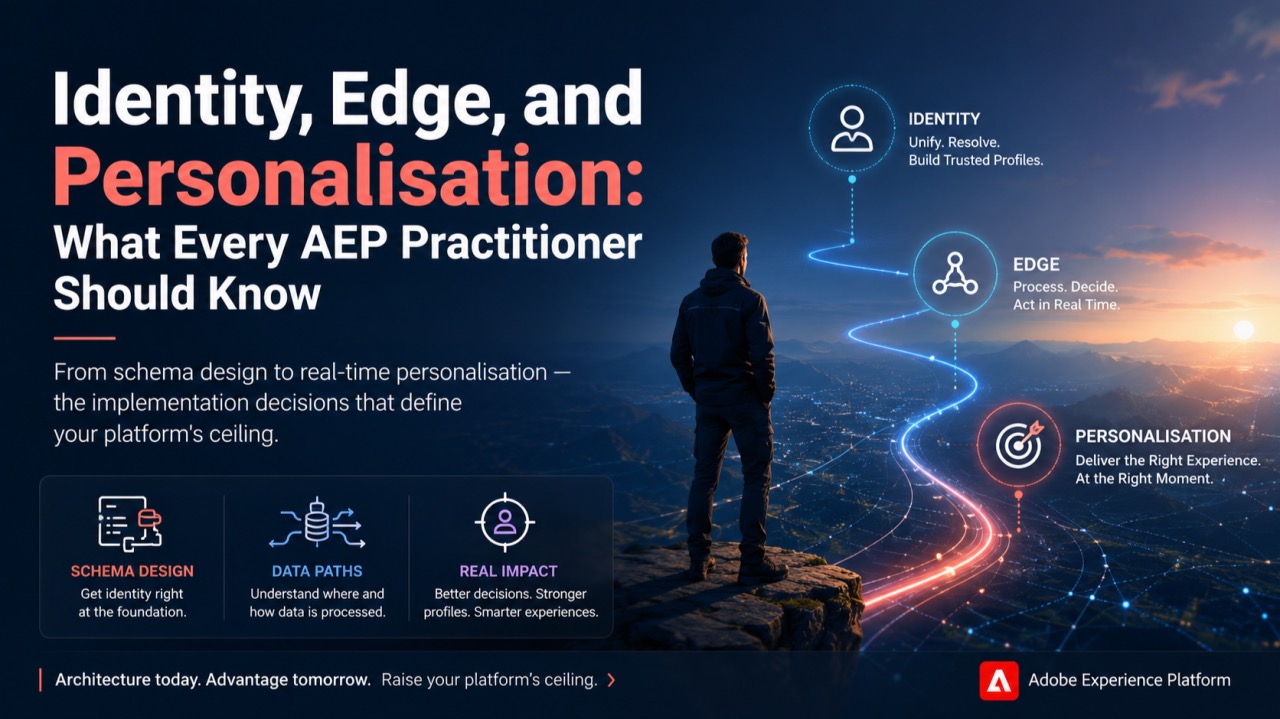 Identity, Edge, and
Personalisation:
What Every AEP Practitioner
Should Know
From schema design to real-time personalisation —
the implementation decisions that define
your platform's ceiling.
SCHEMA DESIGN
Get identity right
at the foundation.
DATA PATHS
Understand where and
how data is processed.
REAL IMPACT
Better decisions. Stronger
profiles. Smarter experiences.
IDENTITY
Unify. Resolve.
Build Trusted Profiles.
EDGE
Process. Decide.
Act in Real Time.
PERSONALISATION
Deliver the Right Experience.
At the Right Moment.
Architecture today. Advantage tomorrow. Raise your platform's ceiling.
Adobe Experience Platform